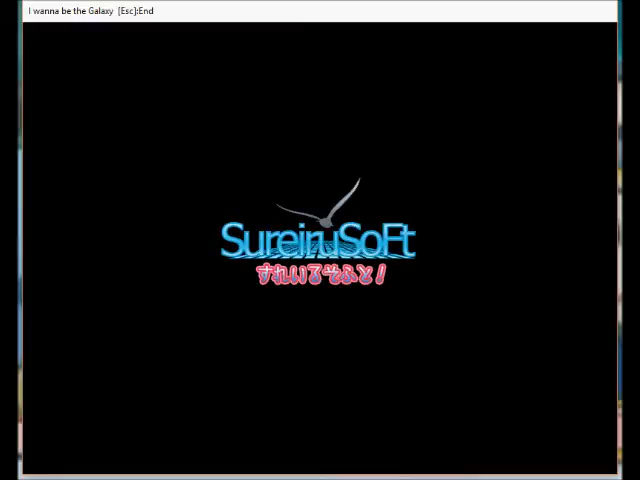 I wanna be the Galaxy [Esc]:End
SureiruSoFt
すれいるそふと!